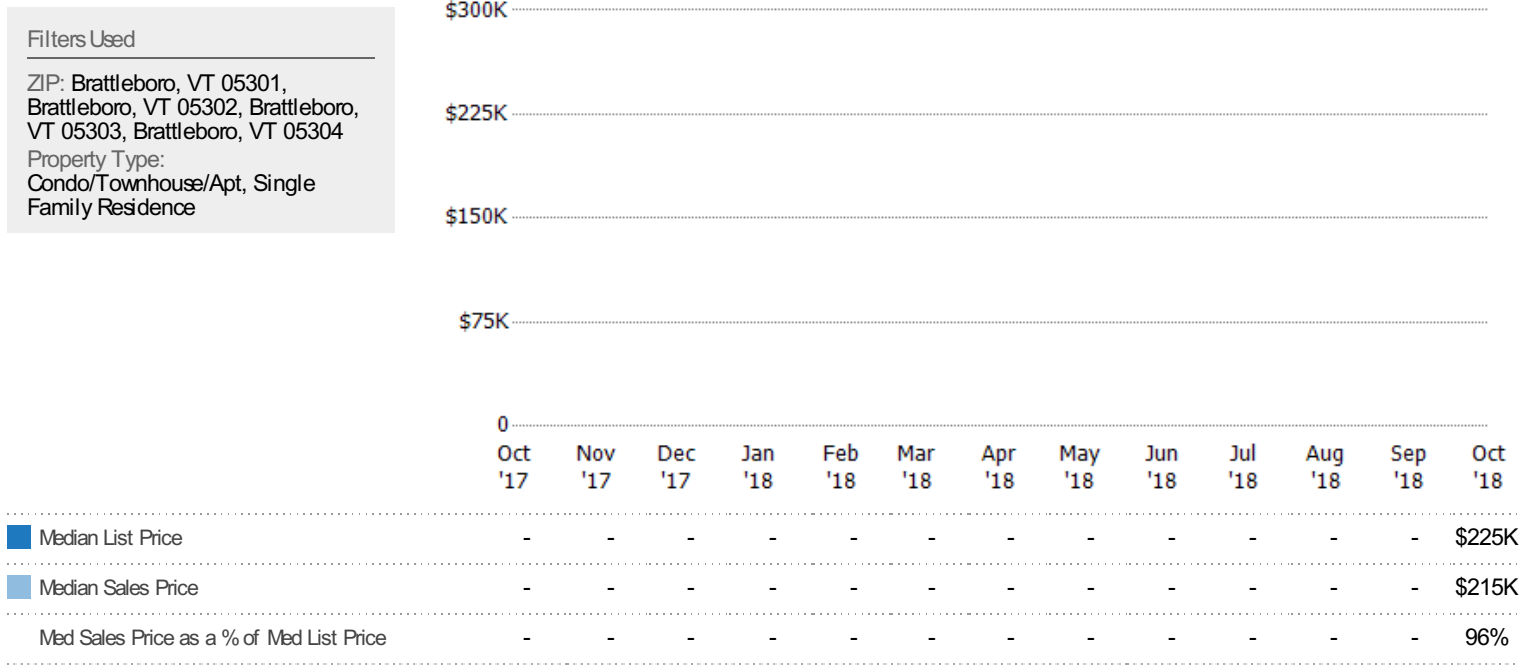 Filters Used
ZIP: Brattleboro, VT 05301,
Brattleboro, VT 05302, Brattleboro,
VT 05303, Brattleboro, VT 05304
Property Type:
Condo/Townhouse/Apt, Single
Family Residence
$300K
$225K
$150K
$75K
0
Oct Nov Dec Jan Feb Mar Apr May Jun Jul Aug Sep Oct
'17 '17 '17 '18 '18 '18 '18 '18 '18 '18 '18 '18 '18
Median List Price - - - - - - - - - - - - $225K
Median Sales Price - - - - - - - - - - - - $215K
Med Sales Price as a % of Med List Price - - - - - - - - - - - - 96%